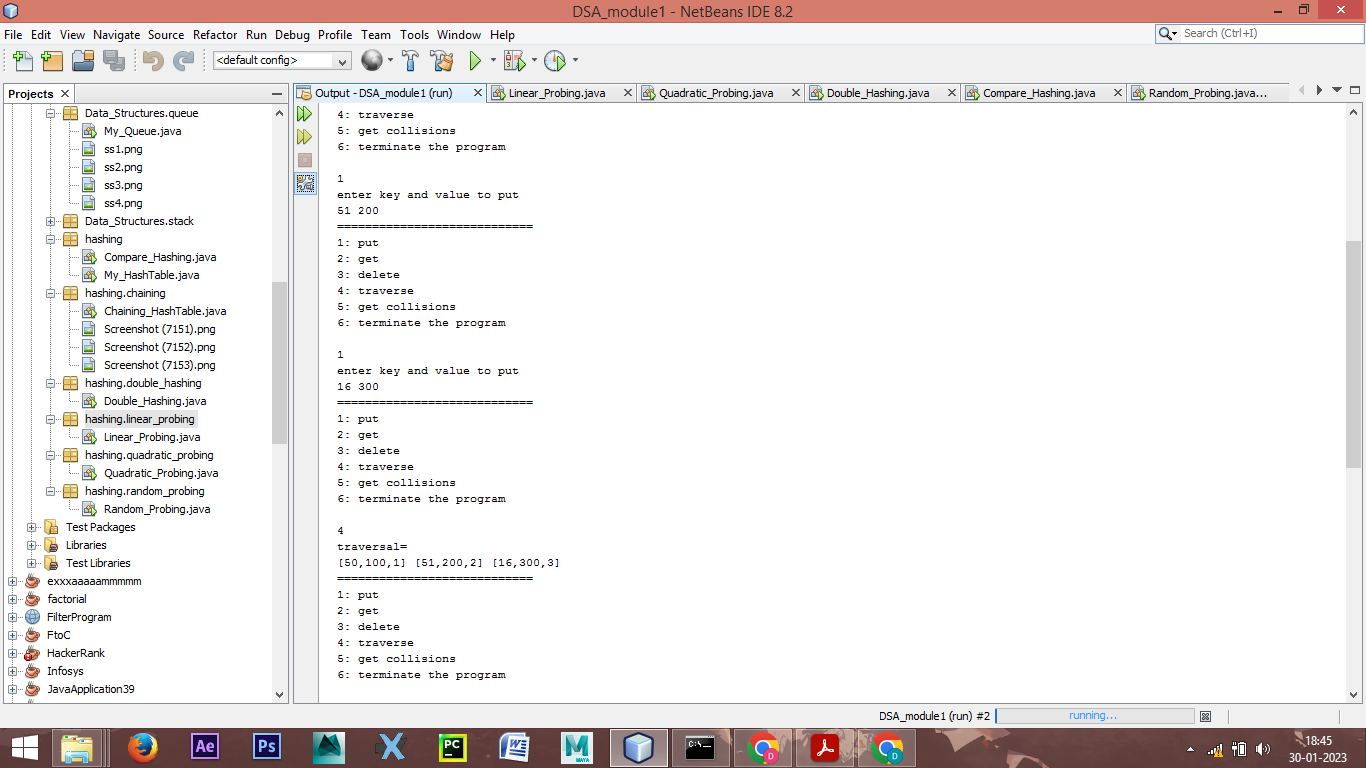 DSA_module1 - NetBeans IDE 8.2
File Edit View Navigate Source Refactor Run Debug Profile Team Tools Window Help
Search (Ctrl+I)
<default config>
Projects
Data_Structures.queue
My_Queue.java
ss1.png
ss2.png
ss3.png
ss4.png
Data_Structures.stack
hashing
Compare_Hashing.java
My_HashTable.java
hashing.chaining
Chaining_HashTable.java
Screenshot (7151).png
Screenshot (7152).png
Screenshot (7153).png
hashing.double_hashing
Double_Hashing.java
hashing.linear_probing
Linear_Probing.java
hashing.quadratic_probing
Quadratic_Probing.java
hashing.random_probing
Random_Probing.java
Test Packages
Libraries
Test Libraries
exxxaaaaammmmm
factorial
FilterProgram
FtoC
HackerRank
Infosys
JavaApplication39
Output - DSA_module1 (run) Linear_Probing.java Quadratic_Probing.java Double_Hashing.java Compare_Hashing.java Random_Probing.java...
4: traverse
5: get collisions
6: terminate the program
1
enter key and value to put
51 200
============================
1: put
2: get
3: delete
4: traverse
5: get collisions
6: terminate the program
1
enter key and value to put
16 300
============================
1: put
2: get
3: delete
4: traverse
5: get collisions
6: terminate the program
4
traversal=
[50,100,1] [51,200,2] [16,300,3]
============================
1: put
2: get
3: delete
4: traverse
5: get collisions
6: terminate the program
DSA_module1 (run) #2 running...
Ae Ps PC W M MAYA C:\ D D
18:45
30-01-2023